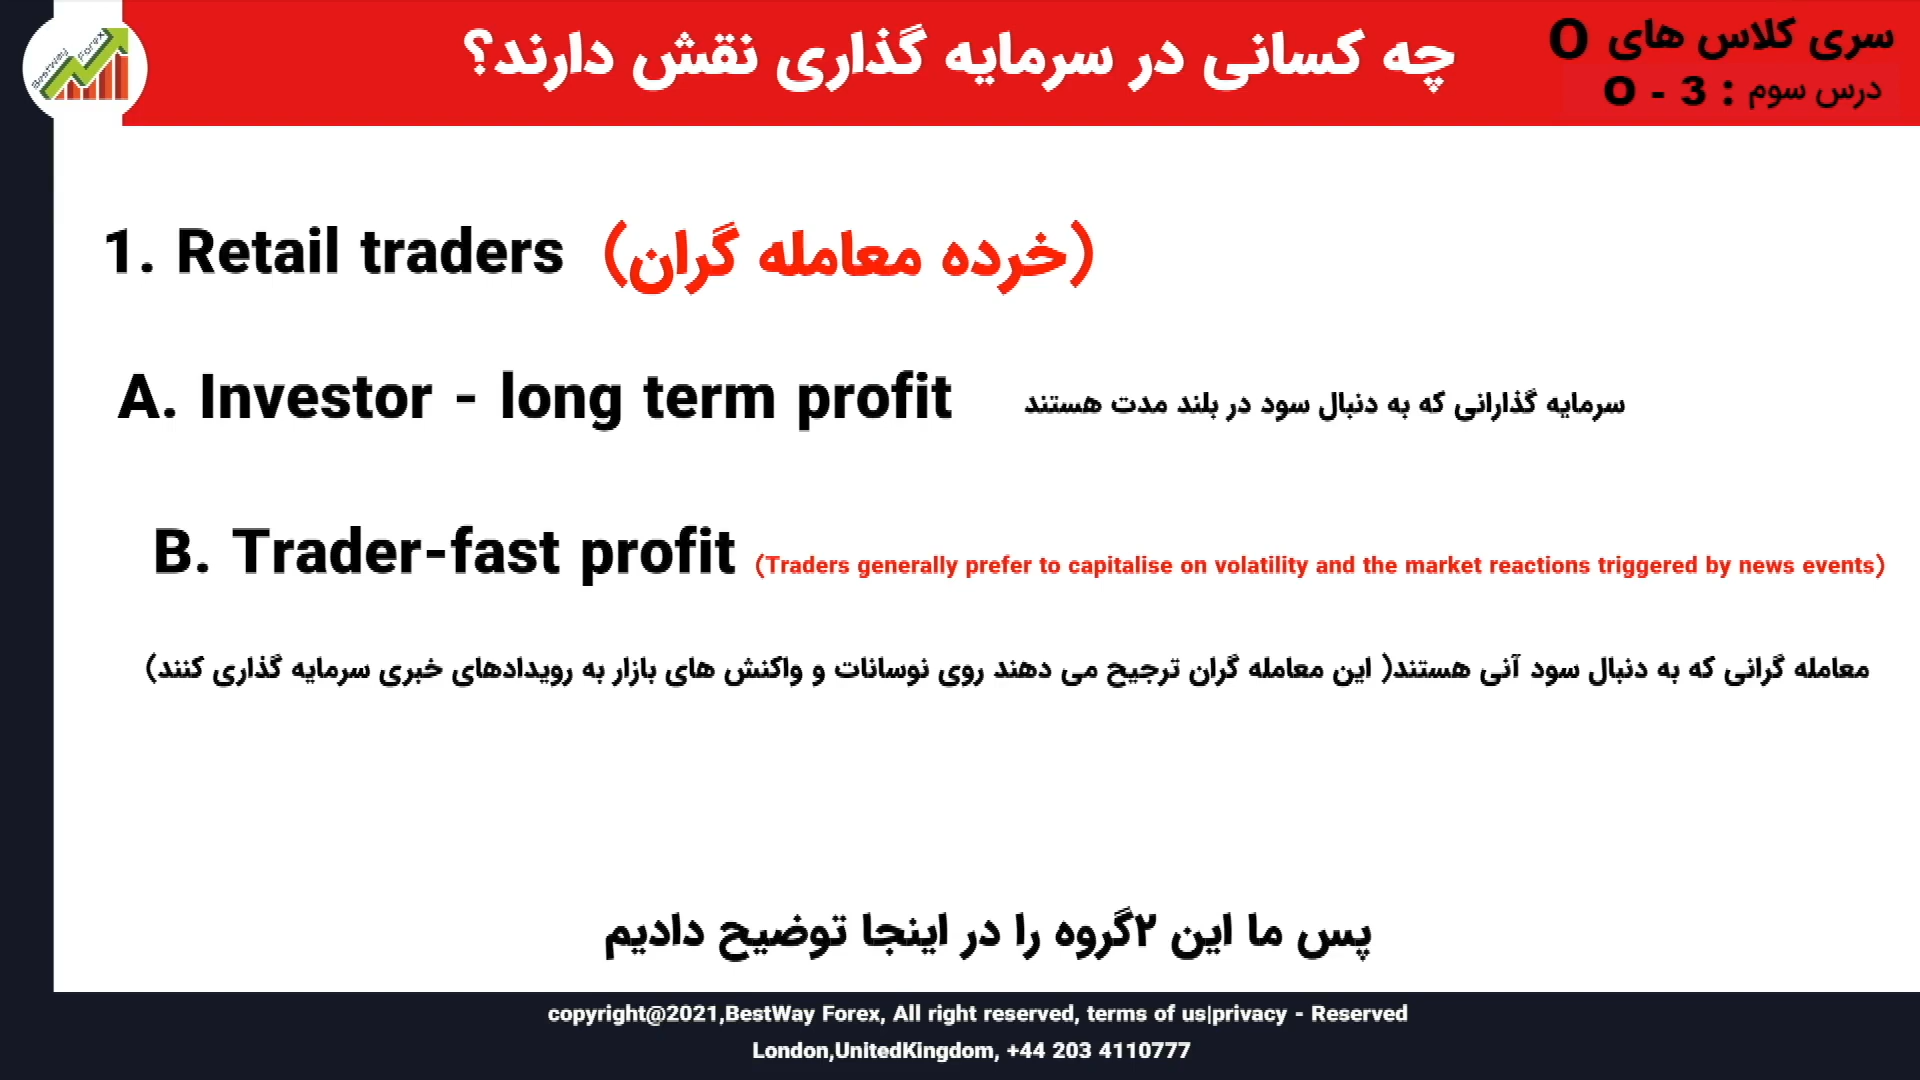 BestWay Forex
چه کسانی در سرمایه گذاری نقش دارند؟
سری کلاس های O
درس سوم : O - 3
1. Retail traders (خرده معامله گران)
A. Investor - long term profit سرمایه گذارانی که به دنبال سود در بلند مدت هستند
B. Trader-fast profit (Traders generally prefer to capitalise on volatility and the market reactions triggered by news events)
معامله گرانی که به دنبال سود آنی هستند( این معامله گران ترجیح می دهند روی نوسانات و واکنش های بازار به رویدادهای خبری سرمایه گذاری کنند)
پس ما این ۲گروه را در اینجا توضیح دادیم
copyright@2021,BestWay Forex, All right reserved, terms of us|privacy - Reserved
London,UnitedKingdom, +44 203 4110777